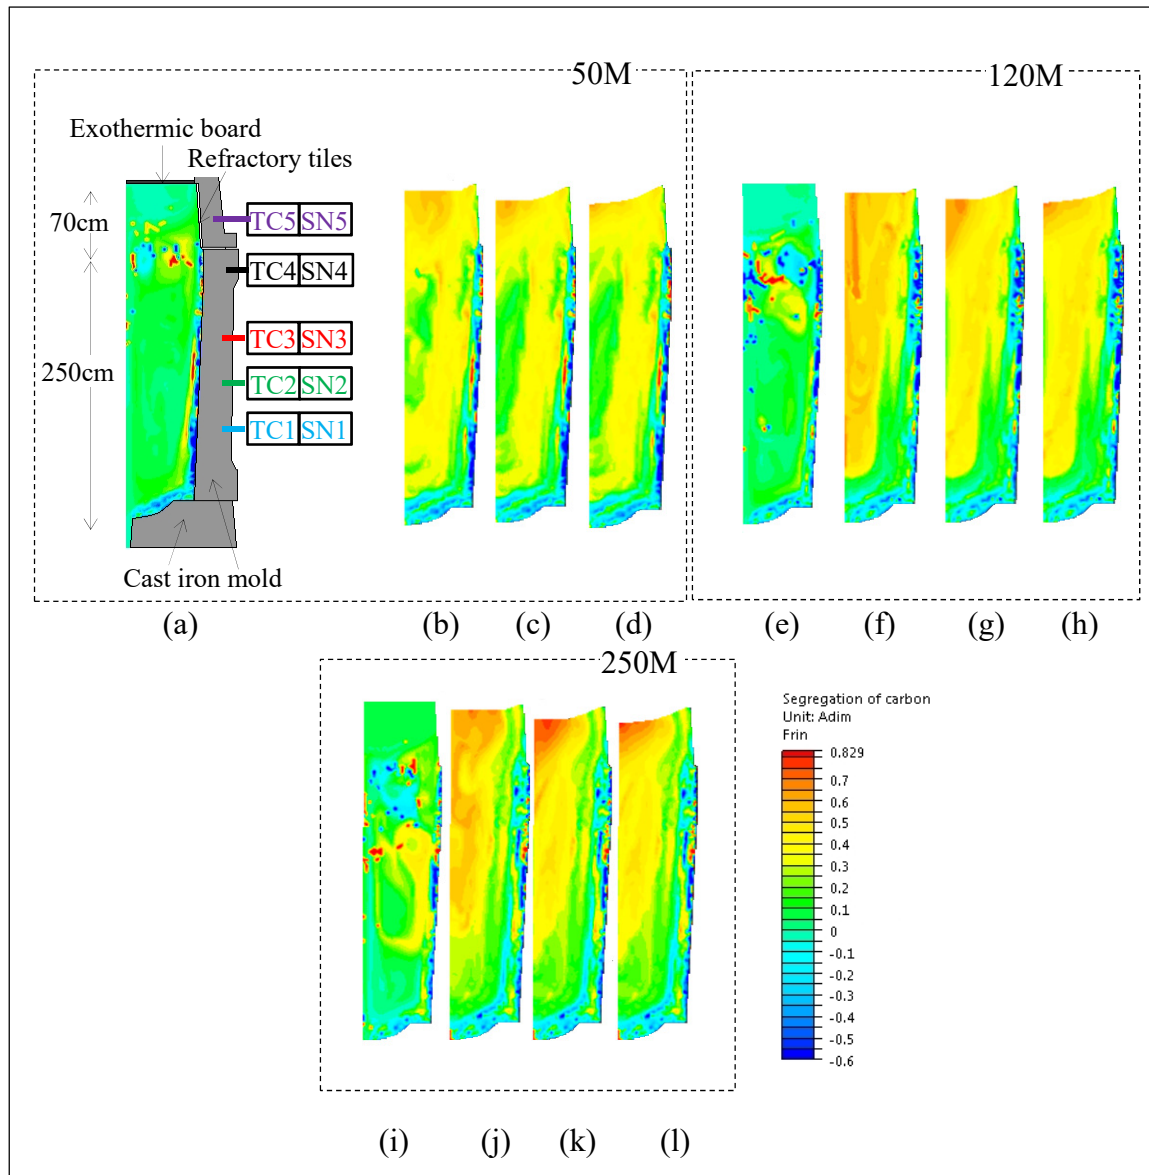 50M
120M
Exothermic board
Refractory tiles
70cm
250cm
TC5 SN5
TC4 SN4
TC3 SN3
TC2 SN2
TC1 SN1
Cast iron mold
(a) (b) (c) (d) (e) (f) (g) (h)
250M
Segregation of carbon
Unit: Adim
Frin
0.829
0.7
0.6
0.5
0.4
0.3
0.2
0.1
0
-0.1
-0.2
-0.3
-0.4
-0.5
-0.6
(i) (j) (k) (l)